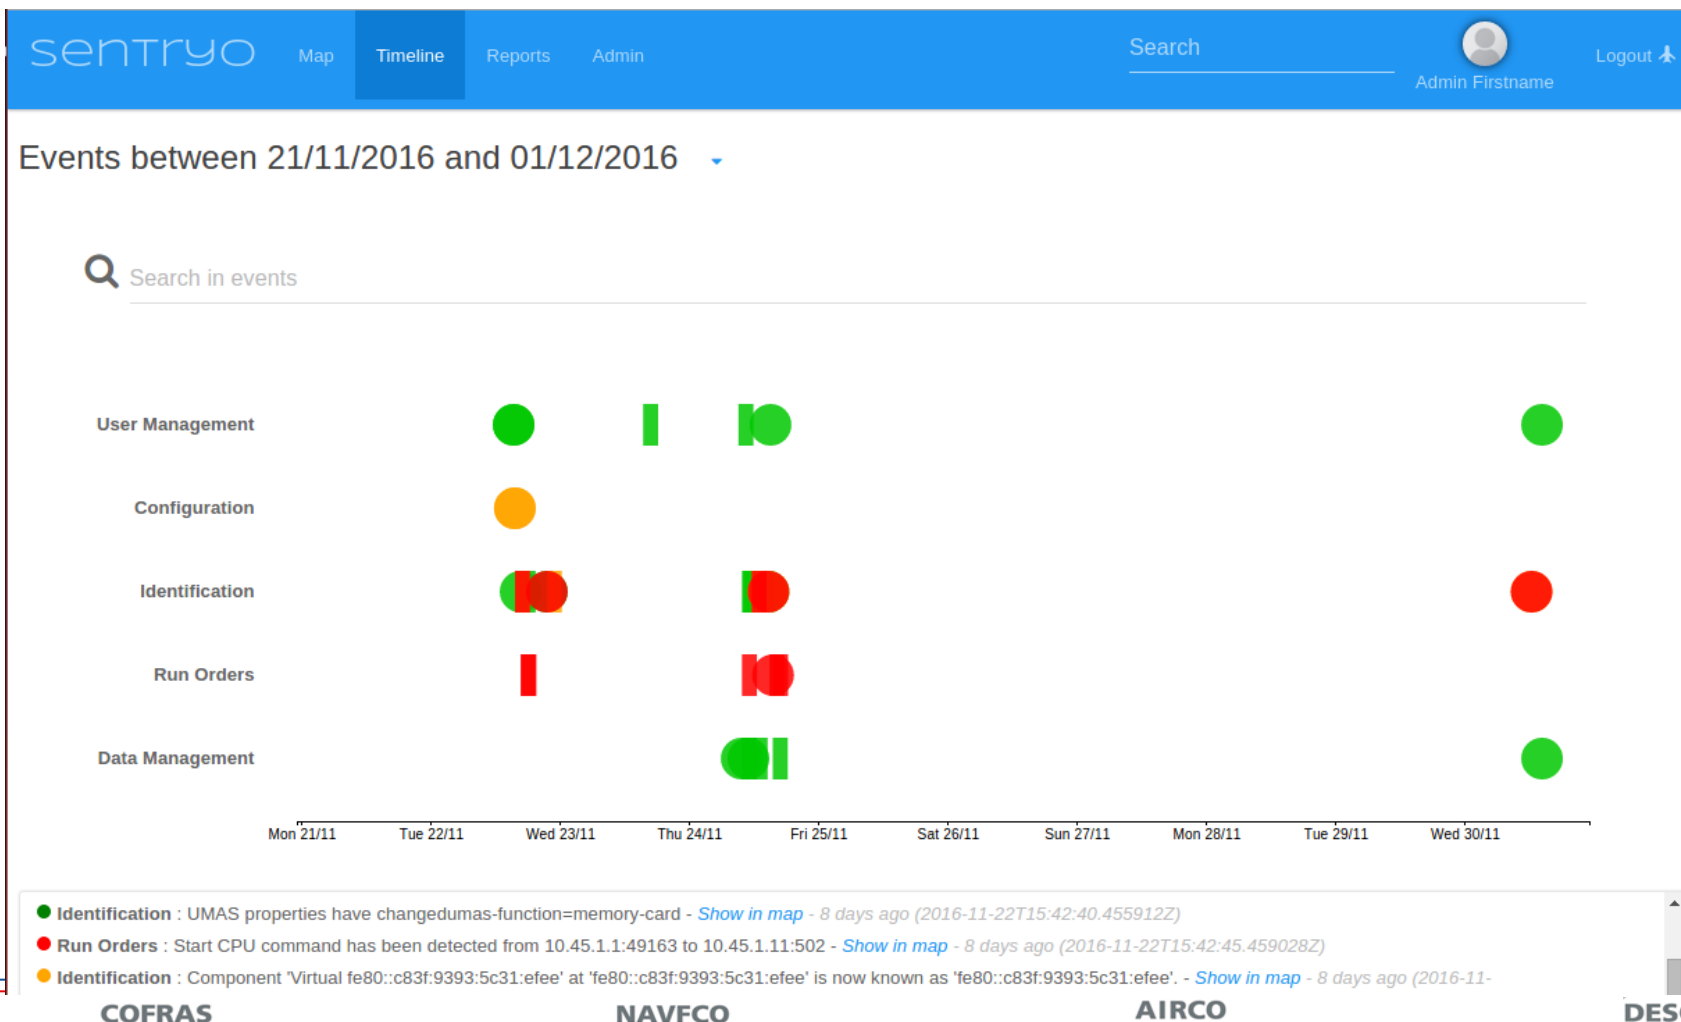 sentryo Map Timeline Reports Admin Search Admin Firstname Logout
Events between 21/11/2016 and 01/12/2016
Search in events
User Management
Configuration
Identification
Run Orders
Data Management
Mon 21/11 Tue 22/11 Wed 23/11 Thu 24/11 Fri 25/11 Sat 26/11 Sun 27/11 Mon 28/11 Tue 29/11 Wed 30/11
Identification : UMAS properties have changedumas-function=memory-card - Show in map - 8 days ago (2016-11-22T15:42:40.455912Z)
Run Orders : Start CPU command has been detected from 10.45.1.1:49163 to 10.45.1.11:502 - Show in map - 8 days ago (2016-11-22T15:42:45.459028Z)
Identification : Component 'Virtual fe80::c83f:9393:5c31:efee' at 'fe80::c83f:9393:5c31:efee' is now known as 'fe80::c83f:9393:5c31:efee'. - Show in map - 8 days ago (2016-11-
COFRAS NAVFCO AIRCO